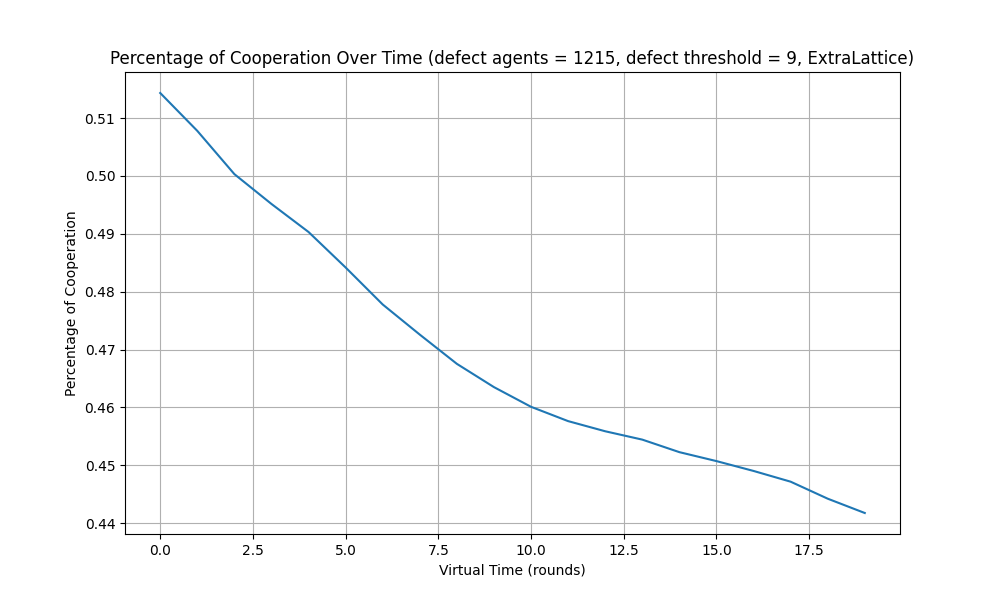 Percentage of Cooperation Over Time (defect agents = 1215, defect threshold = 9, ExtraLattice)
Percentage of Cooperation
0.51
0.50
0.49
0.48
0.47
0.46
0.45
0.44
0.0 2.5 5.0 7.5 10.0 12.5 15.0 17.5
Virtual Time (rounds)